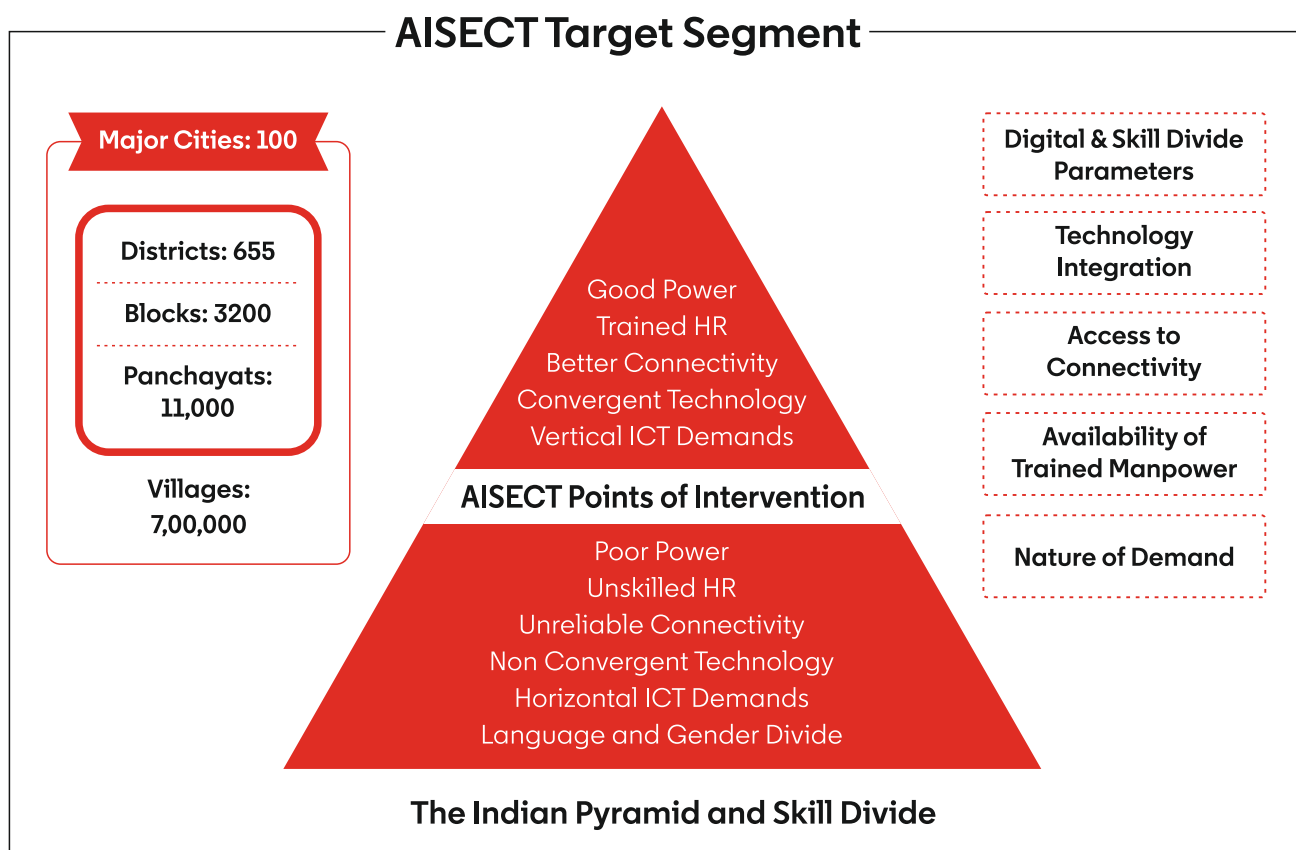 AISECT Target Segment
Major Cities: 100
Districts: 655
Blocks: 3200
Panchayats:
11,000
Villages:
7,00,000
Good Power
Trained HR
Better Connectivity
Convergent Technology
Vertical ICT Demands
AISECT Points of Intervention
Poor Power
Unskilled HR
Unreliable Connectivity
Non Convergent Technology
Horizontal ICT Demands
Language and Gender Divide
The Indian Pyramid and Skill Divide
Digital & Skill Divide
Parameters
Technology
Integration
Access to
Connectivity
Availability of
Trained Manpower
Nature of Demand